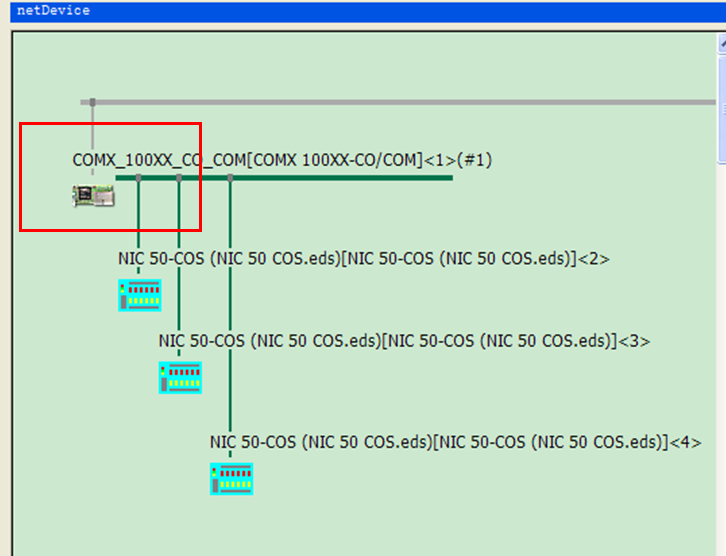 netDevice
COMX_100XX_CO_COM[COMX 100XX-CO/COM]<1>(#1)
NIC 50-COS (NIC 50 COS.eds)[NIC 50-COS (NIC 50 COS.eds)]<2>
NIC 50-COS (NIC 50 COS.eds)[NIC 50-COS (NIC 50 COS.eds)]<3>
NIC 50-COS (NIC 50 COS.eds)[NIC 50-COS (NIC 50 COS.eds)]<4>